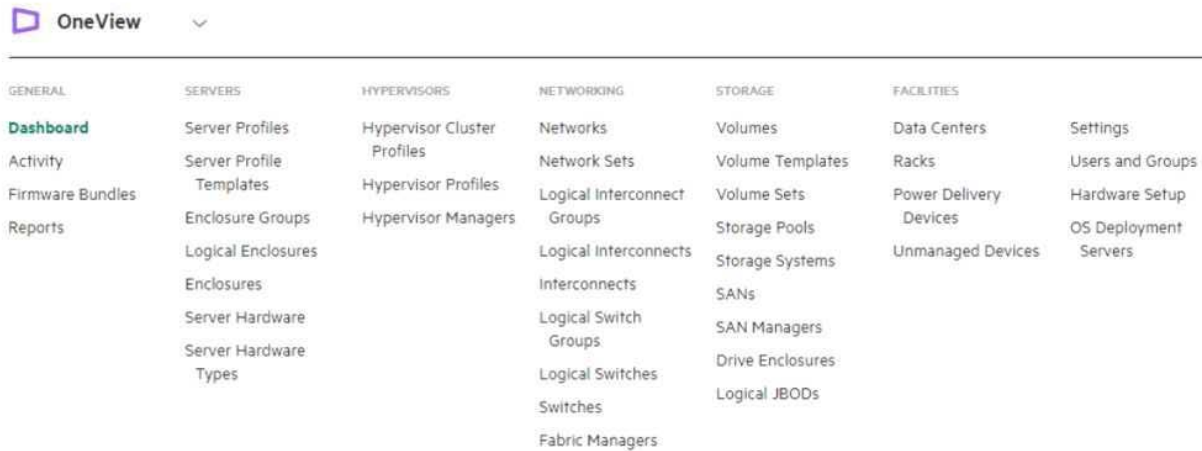 OneView
GENERAL
Dashboard
Activity
Firmware Bundles
Reports
SERVERS
Server Profiles
Server Profile
Templates
Enclosure Groups
Logical Enclosures
Enclosures
Server Hardware
Server Hardware
Types
HYPERVISORS
Hypervisor Cluster
Profiles
Hypervisor Profiles
Hypervisor Managers
NETWORKING
Networks
Network Sets
Logical Interconnect
Groups
Logical Interconnects
Interconnects
Logical Switch
Groups
Logical Switches
Switches
Fabric Managers
STORAGE
Volumes
Volume Templates
Volume Sets
Storage Pools
Storage Systems
SANs
SAN Managers
Drive Enclosures
Logical JBODs
FACILITIES
Data Centers
Racks
Power Delivery
Devices
Unmanaged Devices
Settings
Users and Groups
Hardware Setup
OS Deployment
Servers